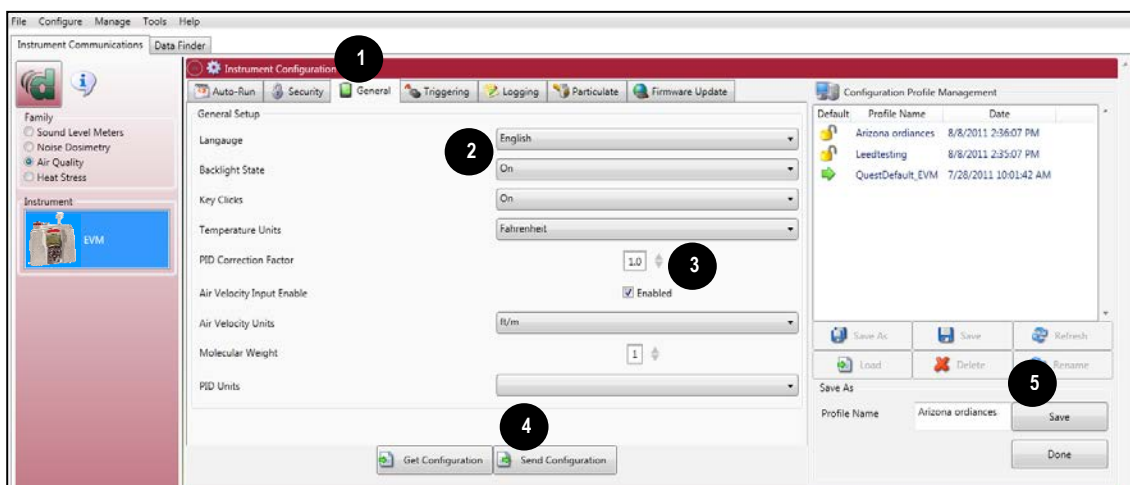 File Configure Manage Tools Help
Instrument Communications Data Finder
1
Instrument Configuration
Auto-Run Security General Triggering Logging Particulate Firmware Update
Family
Sound Level Meters
Noise Dosimetry
Air Quality
Heat Stress
Instrument
EVM
General Setup
Langauge English
2
Backlight State On
Key Clicks On
Temperature Units Fahrenheit
PID Correction Factor 1.0
3
Air Velocity Input Enable Enabled
Air Velocity Units ft/m
Molecular Weight 1
PID Units
4
Get Configuration Send Configuration
Configuration Profile Management
Default Profile Name Date
Arizona ordiances 8/8/2011 2:36:07 PM
Leedtesting 8/8/2011 2:35:07 PM
QuestDefault_EVM 7/28/2011 10:01:42 AM
Save As Save Refresh
Load Delete Rename
5
Save As
Profile Name Arizona ordiances Save
Done